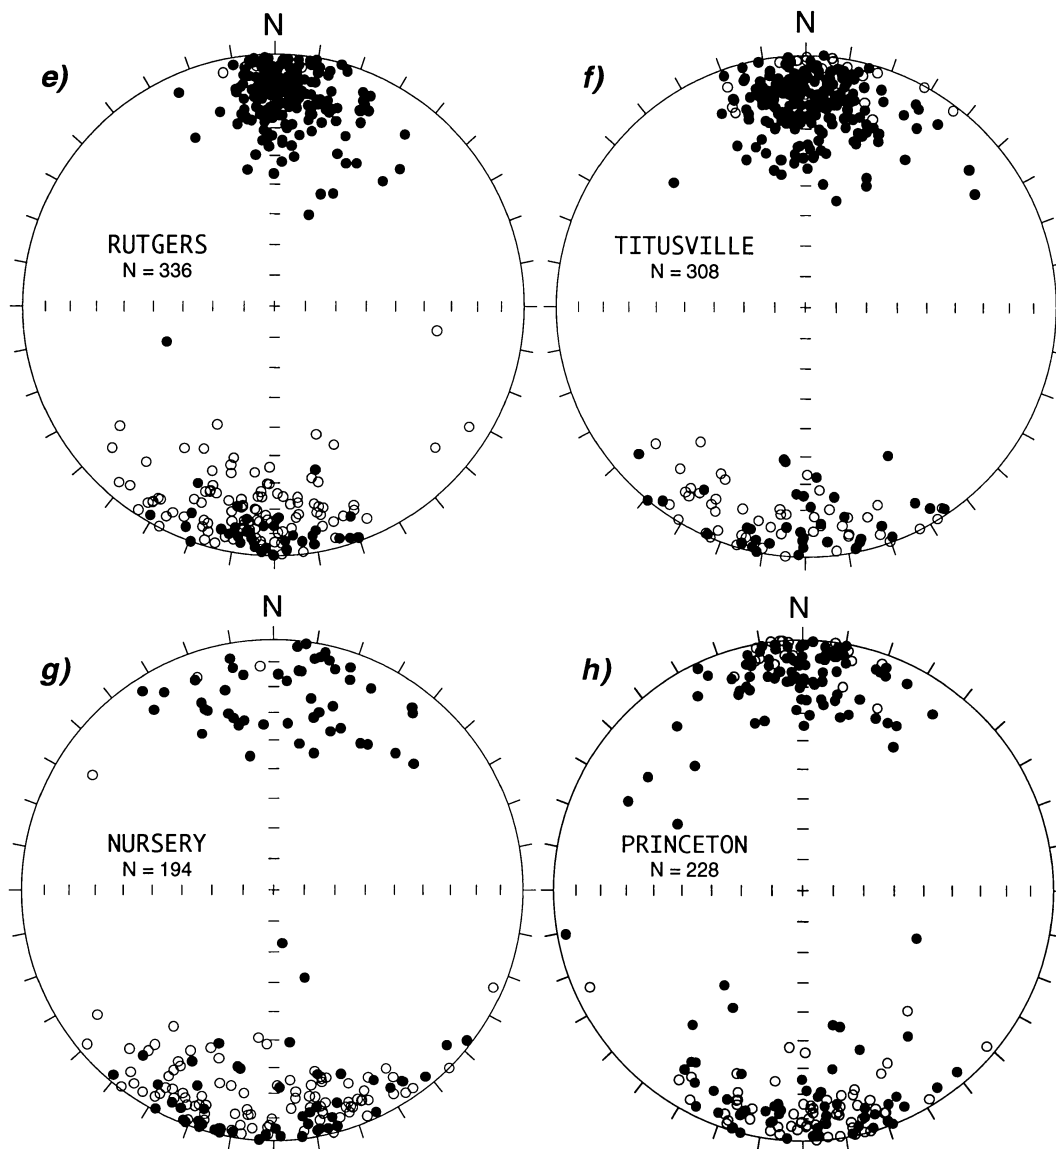 N
N
e)
f)
RUTGERS
N = 336
TITUSVILLE
N = 308
N
N
g)
h)
NURSERY
N = 194
PRINCETON
N = 228